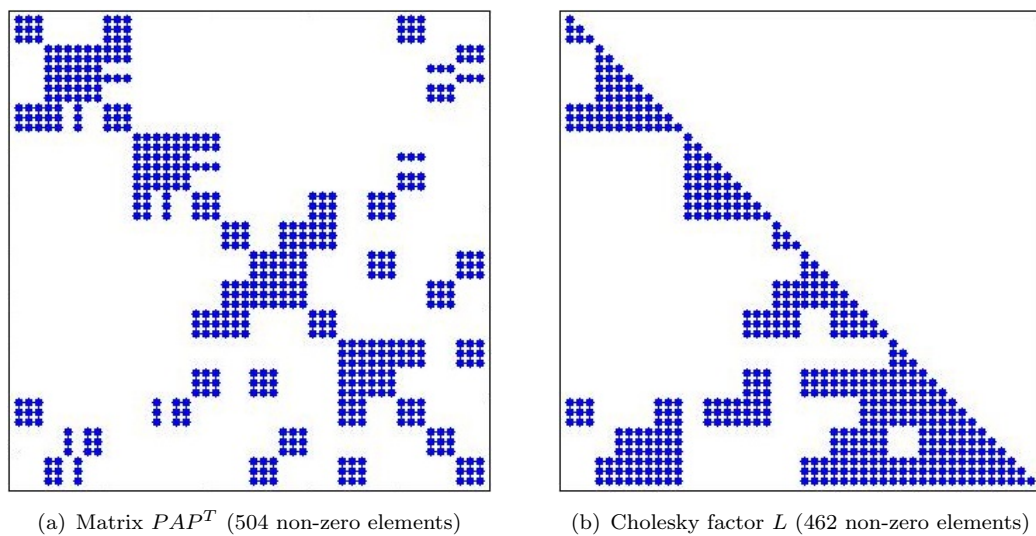 (a) Matrix PAP^T (504 non-zero elements)
(b) Cholesky factor L (462 non-zero elements)